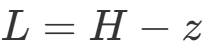 L = H − z